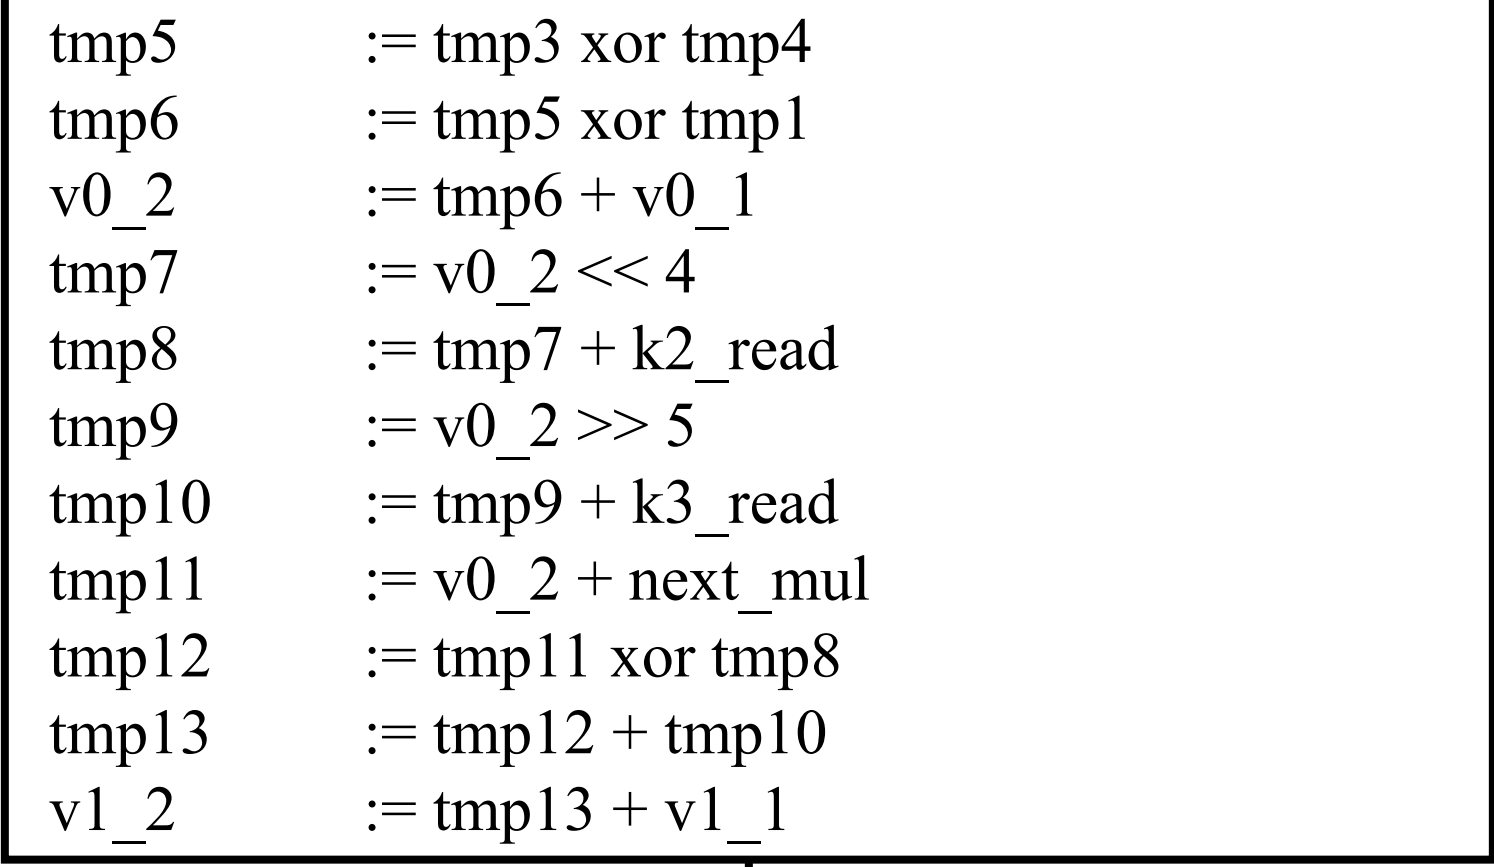 tmp5 := tmp3 xor tmp4
tmp6 := tmp5 xor tmp1
v0_2 := tmp6 + v0_1
tmp7 := v0_2 << 4
tmp8 := tmp7 + k2_read
tmp9 := v0_2 >> 5
tmp10 := tmp9 + k3_read
tmp11 := v0_2 + next_mul
tmp12 := tmp11 xor tmp8
tmp13 := tmp12 + tmp10
v1_2 := tmp13 + v1_1